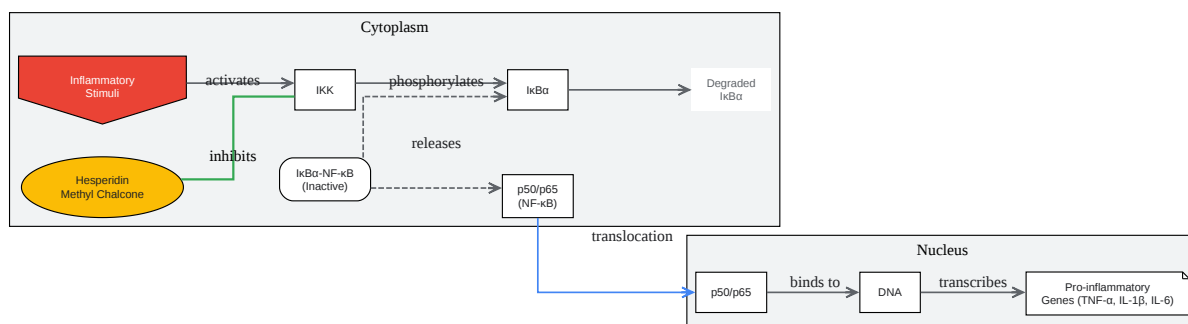 Cytoplasm
Inflammatory
Stimuli
activates
IKK
phosphorylates
IκBα
Degraded
IκBα
inhibits
releases
Hesperidin
Methyl Chalcone
IκBα-NF-κB
(Inactive)
p50/p65
(NF-κB)
translocation
Nucleus
p50/p65
binds to
DNA
transcribes
Pro-inflammatory
Genes (TNF-α, IL-1β, IL-6)